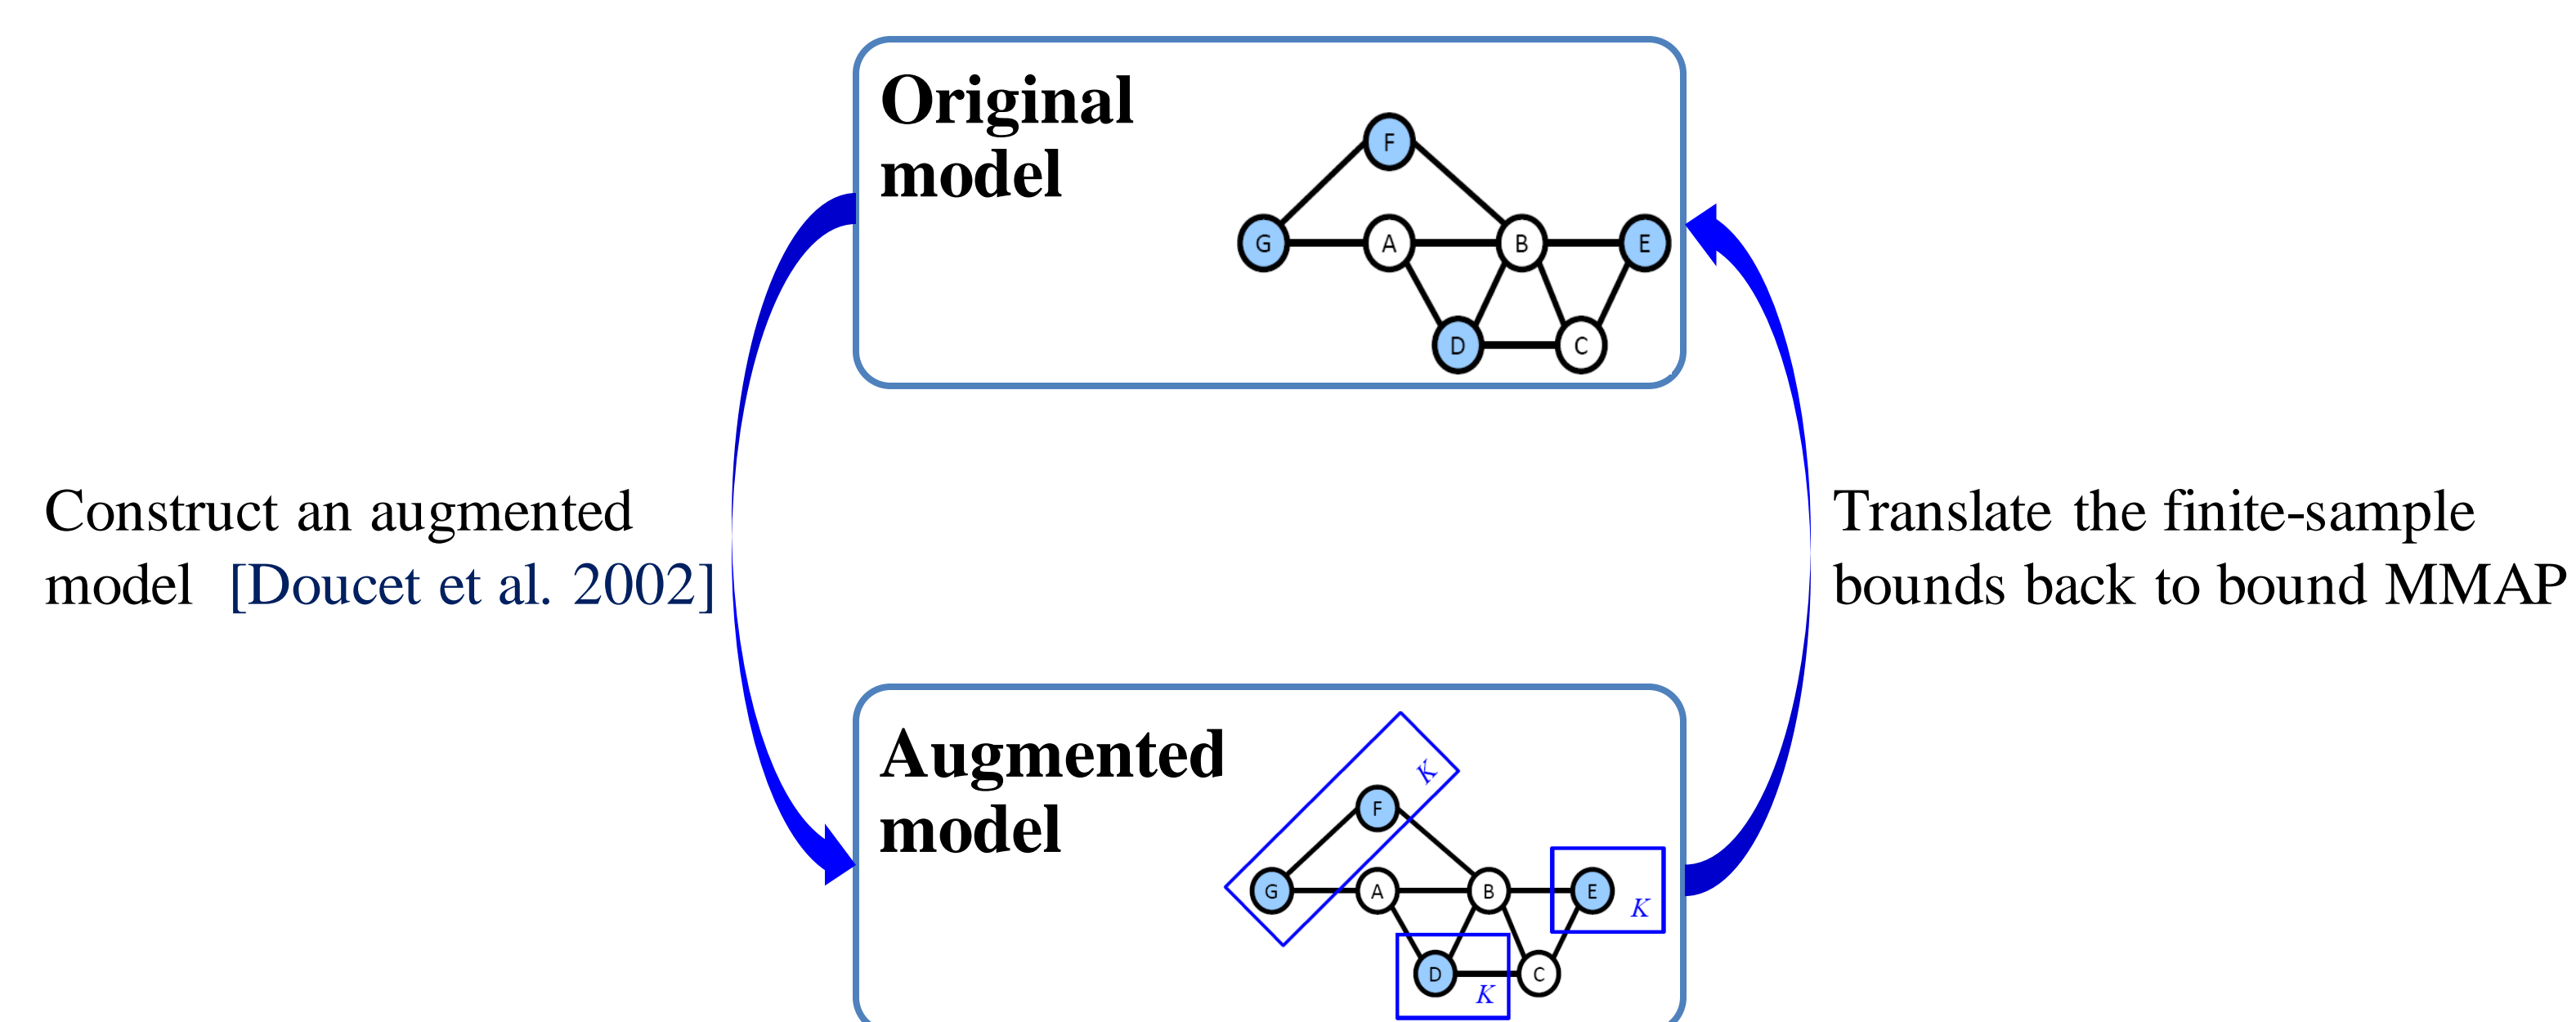 Original
model
F
G
A
B
E
D
C
Construct an augmented
model [Doucet et al. 2002]
Translate the finite-sample
bounds back to bound MMAP
Augmented
model
K
F
G
A
B
E
K
D
C
K